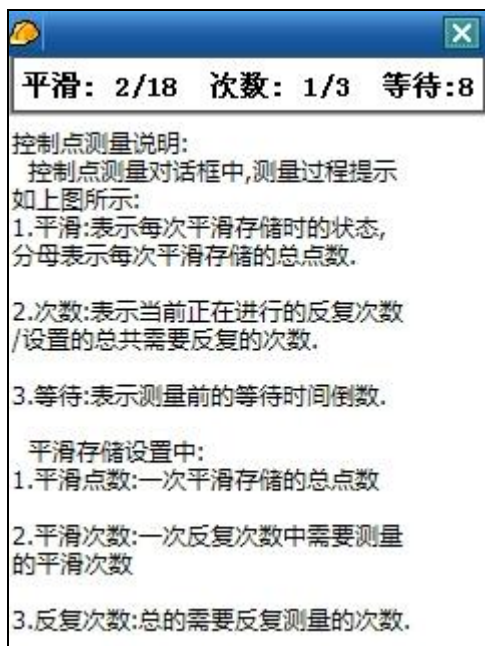 平滑: 2/18 次数: 1/3 等待:8
控制点测量说明:
控制点测量对话框中,测量过程提示
如上图所示:
1.平滑:表示每次平滑存储时的状态,
分母表示每次平滑存储的总点数.
2.次数:表示当前正在进行的反复次数
/设置的总共需要反复的次数.
3.等待:表示测量前的等待时间倒数.
平滑存储设置中:
1.平滑点数:一次平滑存储的总点数
2.平滑次数:一次反复次数中需要测量
的平滑次数
3.反复次数:总的需要反复测量的次数.